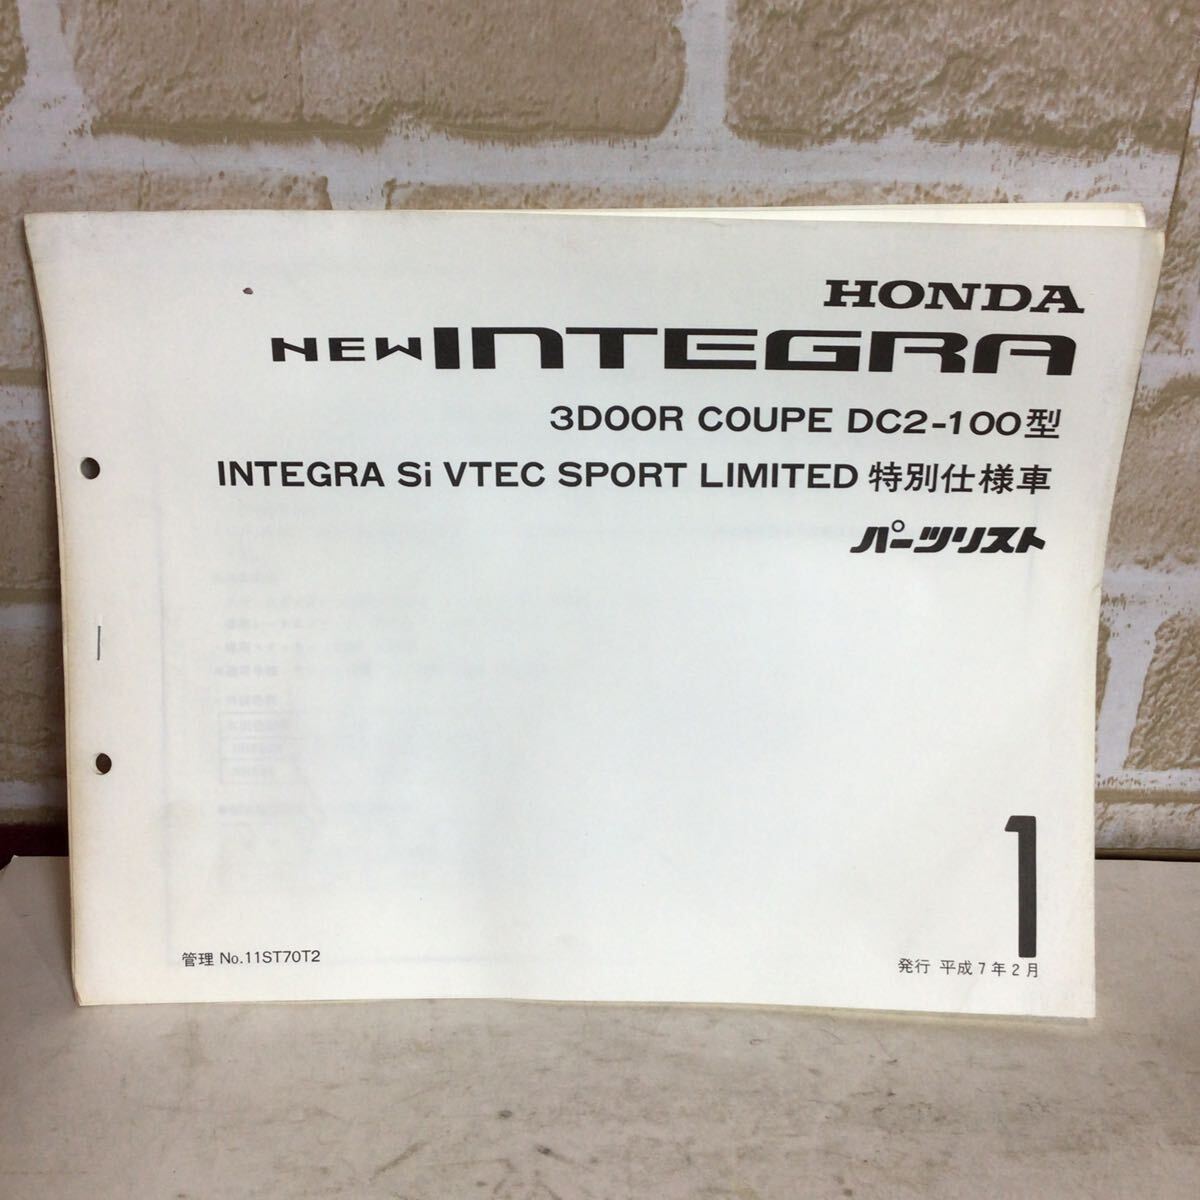 HONDA
NEW INTEGRA
3DOOR COUPE DC2-100型
INTEGRA Si VTEC SPORT LIMITED 特別仕様車
パーツリスト
1
管理 No.11ST70T2
発行 平成7年2月